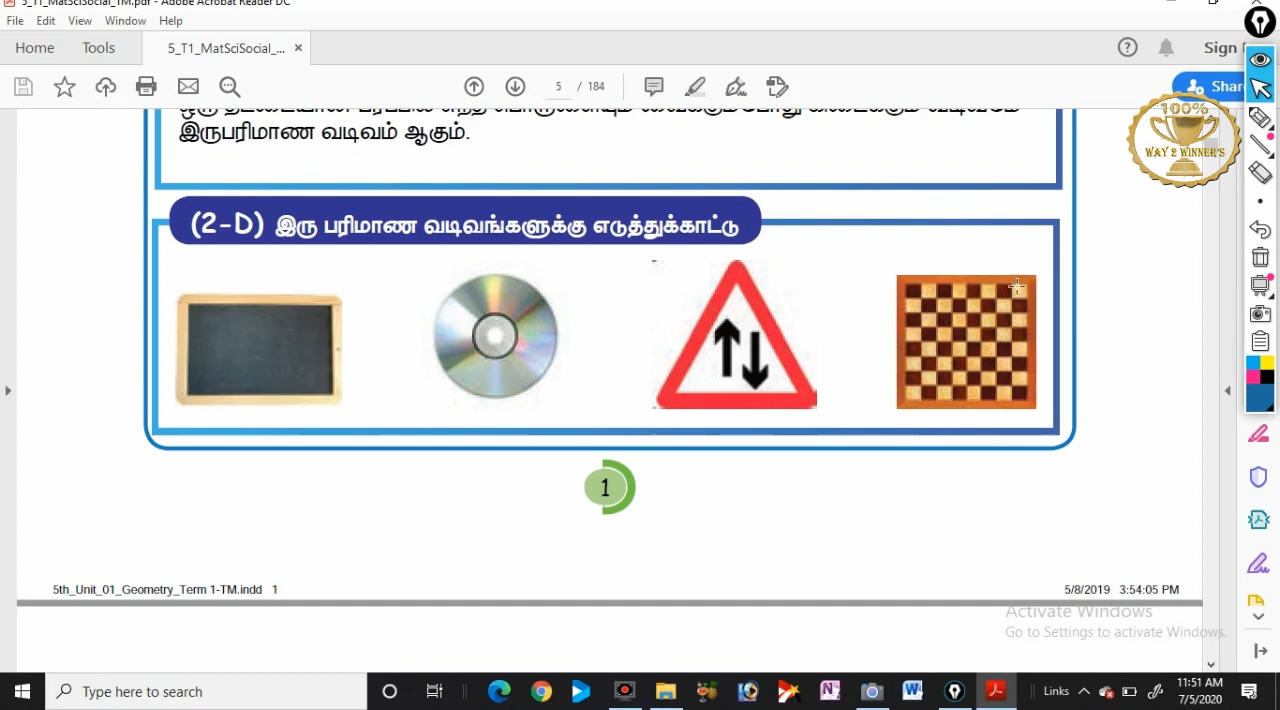 5_T1_MatSciSocial_TM.pdf - Adobe Acrobat Reader DC
File Edit View Window Help
Home Tools 5_T1_MatSciSocial_... × Sign
5 / 184
Share
இருபரிமாண வடிவம் ஆகும்.
100%
WAY 2 WINNER'S
(2-D) இரு பரிமாண வடிவங்களுக்கு எடுத்துக்காட்டு
1
5th_Unit_01_Geometry_Term 1-TM.indd 1
5/8/2019 3:54:05 PM
Activate Windows
Go to Settings to activate Windows.
Type here to search
Links
11:51 AM
7/5/2020